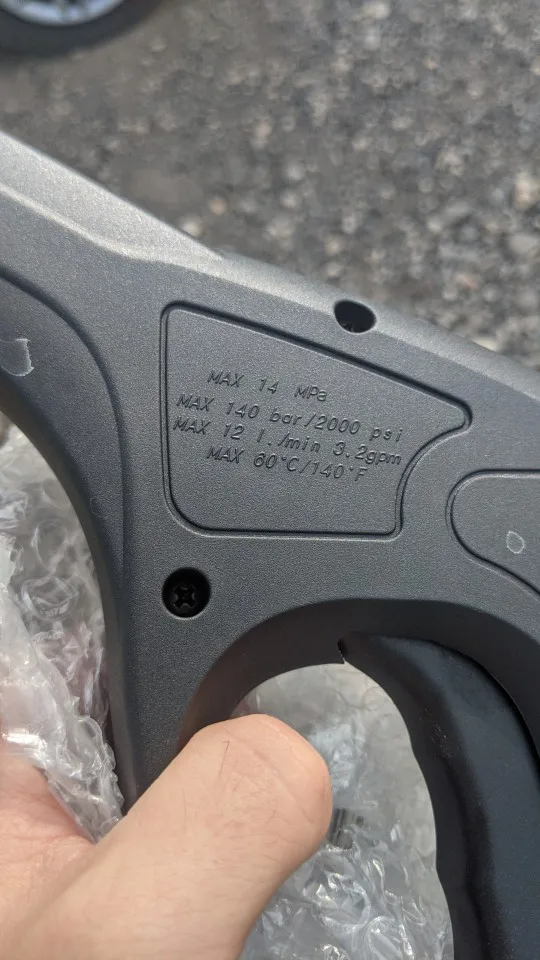 MAX 14 MPa
MAX 140 bar/2000 psi
MAX 12 l./min 3.2gpm
MAX 60°C/140°F